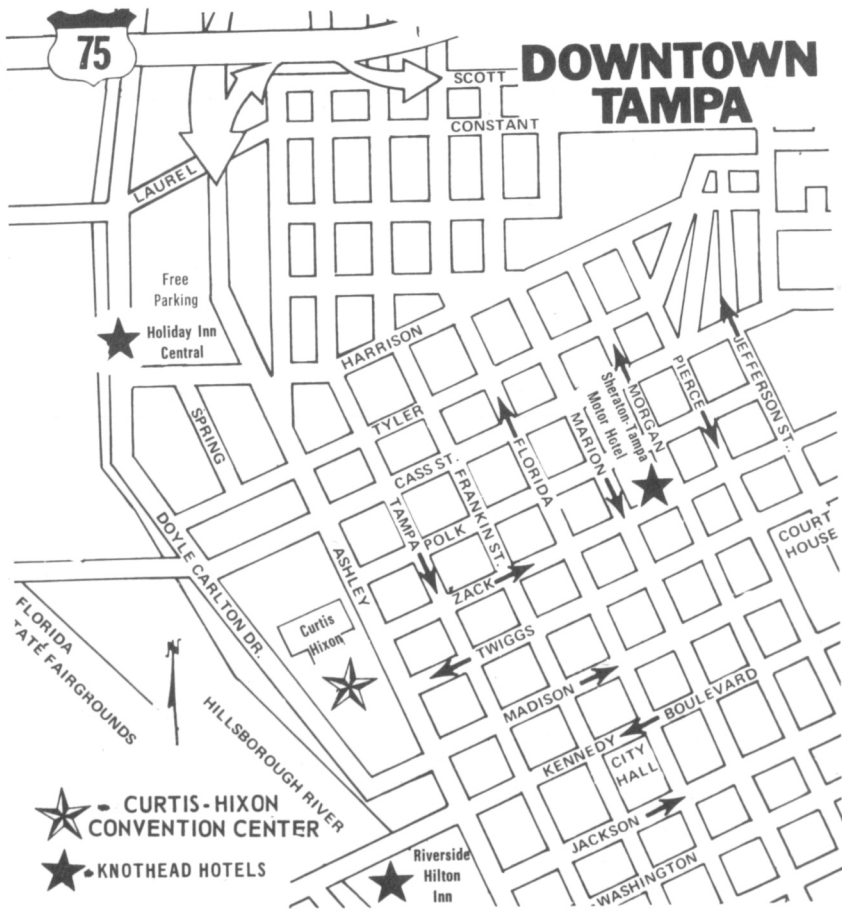 75
DOWNTOWN
TAMPA
SCOTT
CONSTANT
LAUREL
Free
Parking
Holiday Inn
Central
HARRISON
TYLER
CASS ST.
SPRING
TAMPA
POLK
FRANKIN ST.
FLORIDA
MARION
Sheraton-Tampa
Motor Hotel
MORGAN
PIERCE
JEFFERSON ST.
COURT
HOUSE
DOYLE CARLTON DR.
ASHLEY
ZACK
TWIGGS
Curtis
Hixon
MADISON
KENNEDY BOULEVARD
CITY
HALL
JACKSON
WASHINGTON
FLORIDA
TATE FAIRGROUNDS
N
HILLSBOROUGH RIVER
- CURTIS-HIXON
CONVENTION CENTER
- KNOTHEAD HOTELS
Riverside
Hilton
Inn